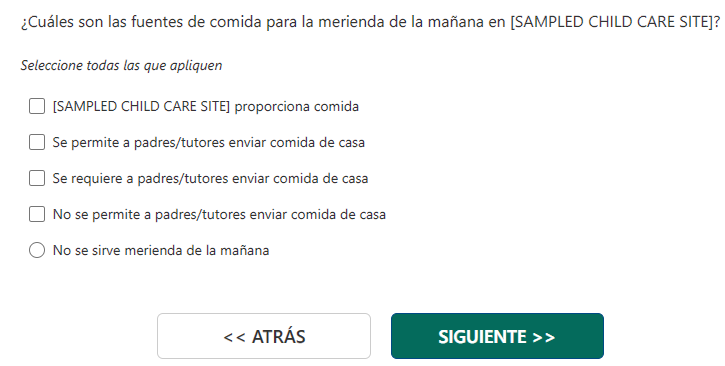 ¿Cuáles son las fuentes de comida para la merienda de la mañana en [SAMPLED CHILD CARE SITE]?
Seleccione todas las que apliquen
[SAMPLED CHILD CARE SITE] proporciona comida
Se permite a padres/tutores enviar comida de casa
Se requiere a padres/tutores enviar comida de casa
No se permite a padres/tutores enviar comida de casa
No se sirve merienda de la mañana
<< ATRÁS SIGUIENTE >>